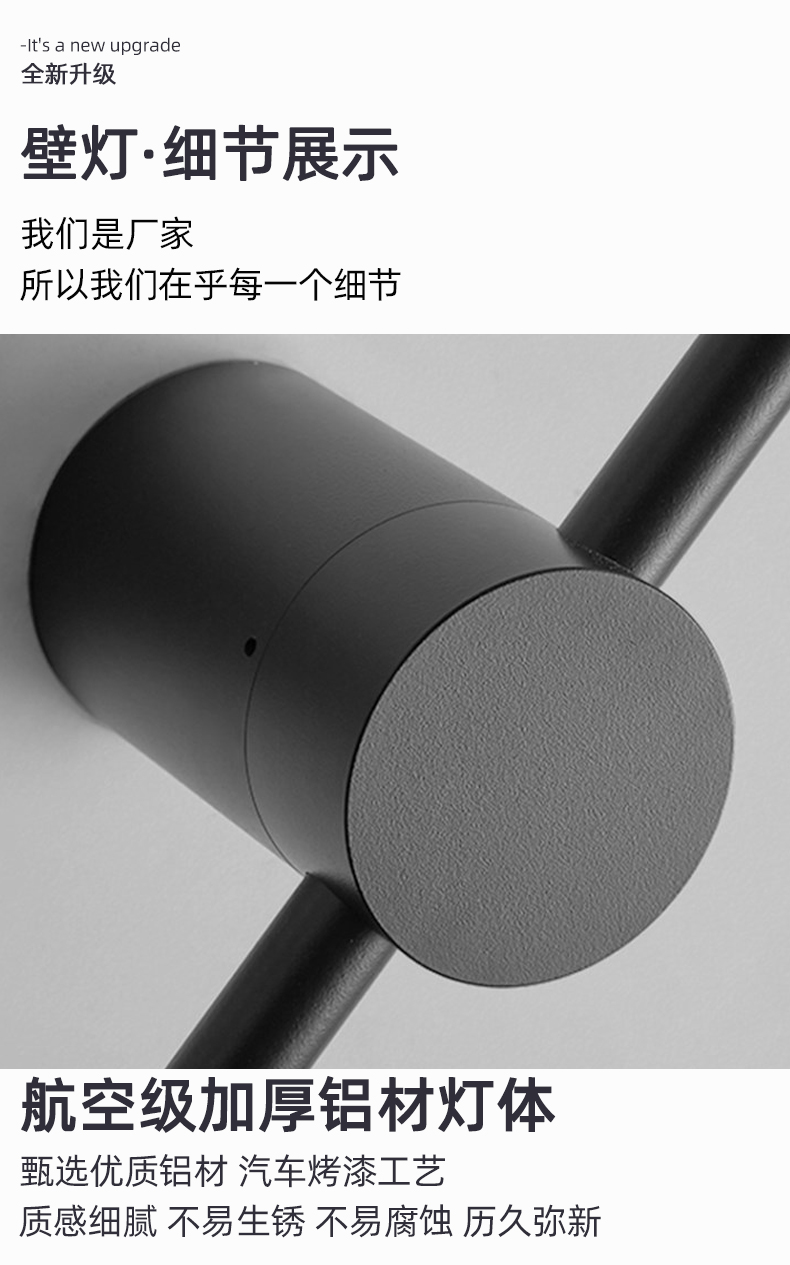 -It's a new upgrade
全新升级
壁灯·细节展示
我们是厂家
所以我们在乎每一个细节
航空级加厚铝材灯体
甄选优质铝材 汽车烤漆工艺
质感细腻 不易生锈 不易腐蚀 历久弥新